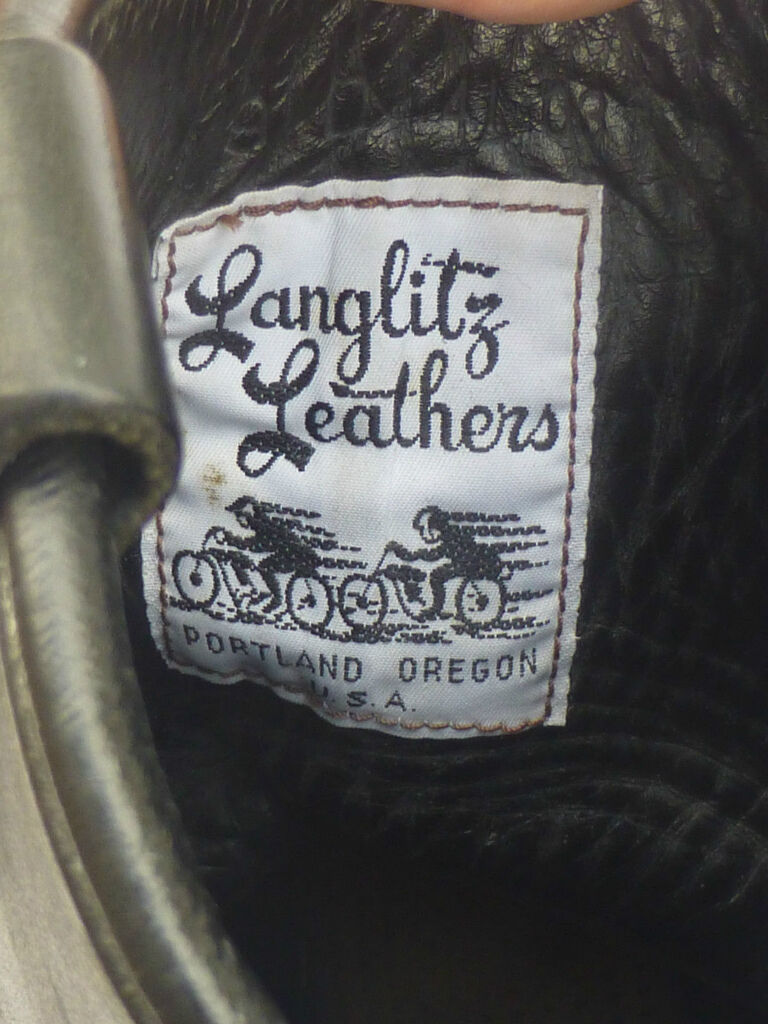 Langlitz
Leathers
PORTLAND OREGON
U.S.A.